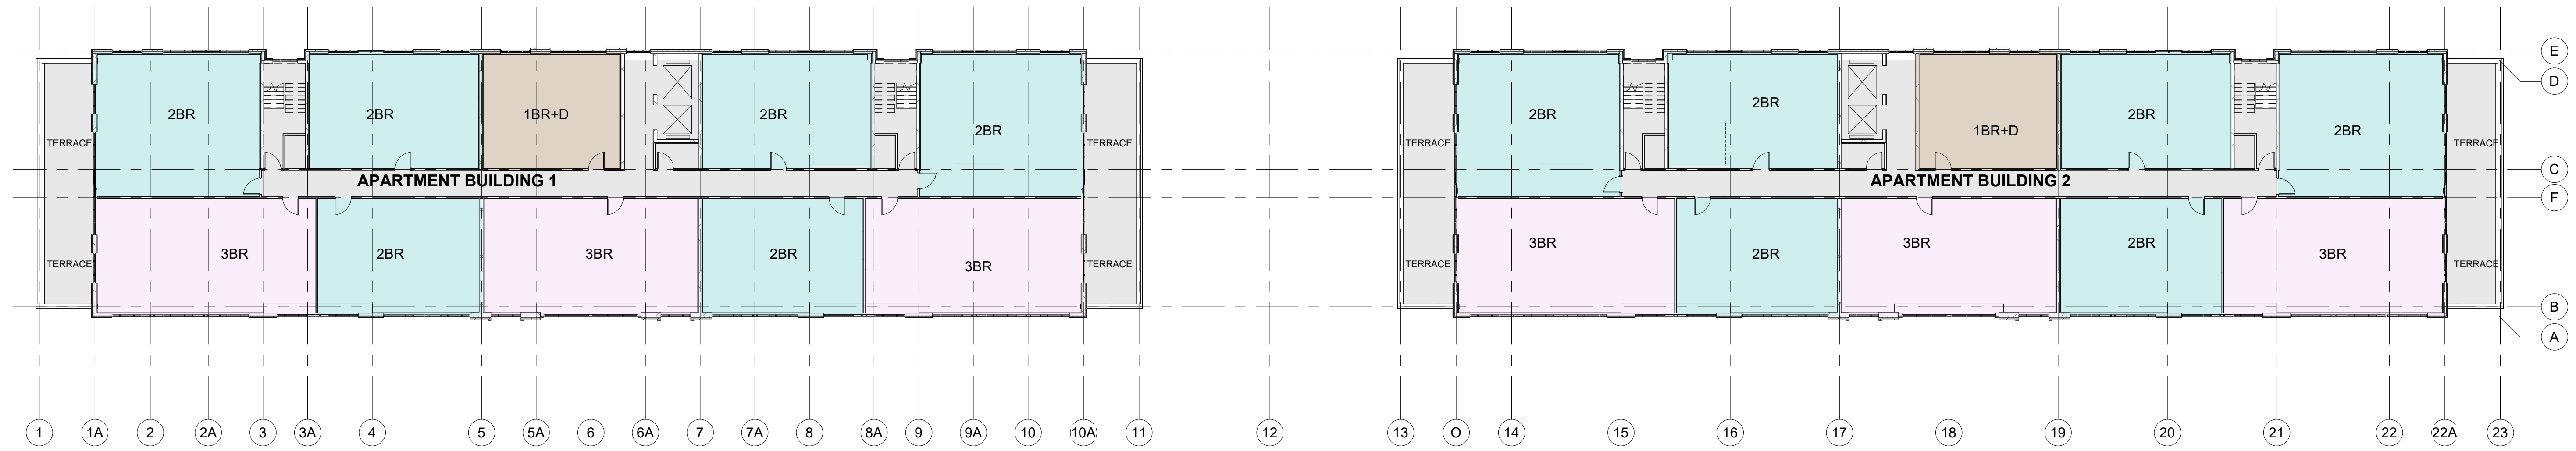 E
D
2BR
2BR
1BR+D
2BR
2BR
2BR
2BR
1BR+D
2BR
2BR
TERRACE
TERRACE
TERRACE
TERRACE
C
APARTMENT BUILDING 1
APARTMENT BUILDING 2
F
3BR
2BR
3BR
2BR
3BR
3BR
2BR
3BR
2BR
3BR
TERRACE
TERRACE
TERRACE
TERRACE
B
A
1
1A
2
2A
3
3A
4
5
5A
6
6A
7
7A
8
8A
9
9A
10
10A
11
12
13
O
14
15
16
17
18
19
20
21
22
22A
23